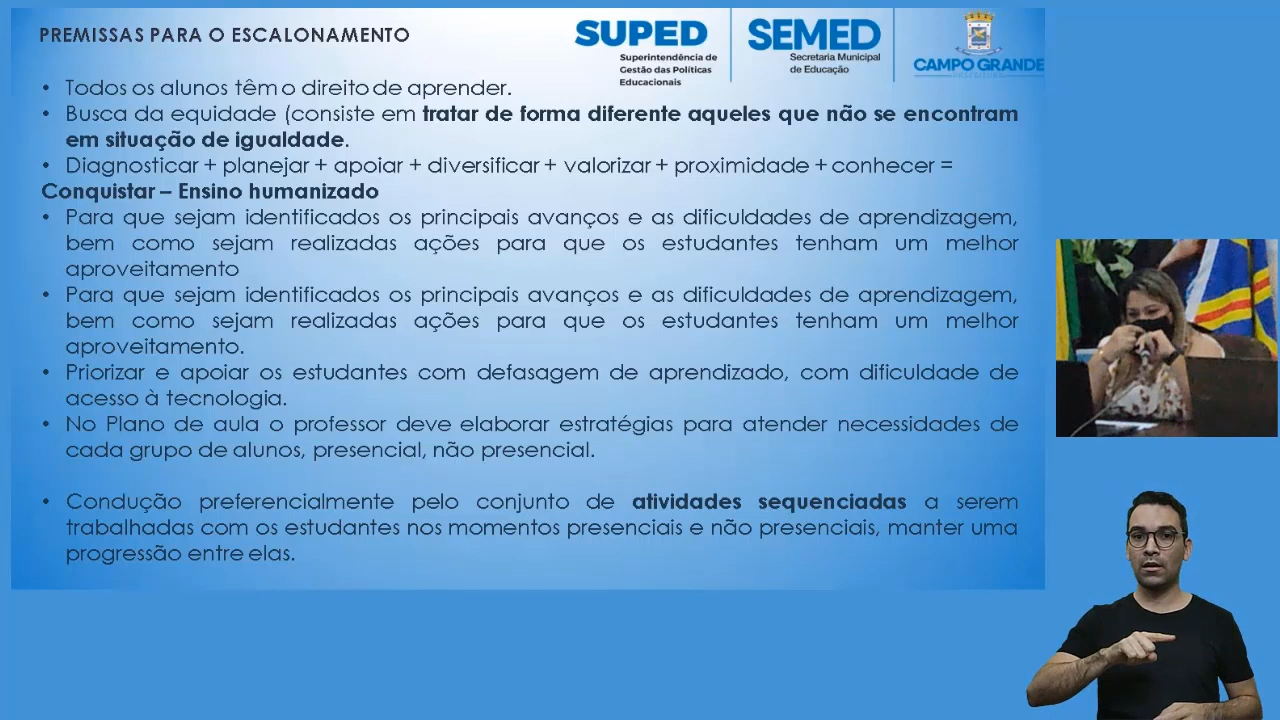 PREMISSAS PARA O ESCALONAMENTO
SUPED
Superintendência de
Gestão das Políticas
Educacionais
SEMED
Secretaria Municipal
de Educação
CAMPO GRANDE
• Todos os alunos têm o direito de aprender.
• Busca da equidade (consiste em tratar de forma diferente aqueles que não se encontram
em situação de igualdade.
• Diagnosticar + planejar + apoiar + diversificar + valorizar + proximidade + conhecer =
Conquistar – Ensino humanizado
• Para que sejam identificados os principais avanços e as dificuldades de aprendizagem,
bem como sejam realizadas ações para que os estudantes tenham um melhor
aproveitamento
• Para que sejam identificados os principais avanços e as dificuldades de aprendizagem,
bem como sejam realizadas ações para que os estudantes tenham um melhor
aproveitamento.
• Priorizar e apoiar os estudantes com defasagem de aprendizado, com dificuldade de
acesso à tecnologia.
• No Plano de aula o professor deve elaborar estratégias para atender necessidades de
cada grupo de alunos, presencial, não presencial.
• Condução preferencialmente pelo conjunto de atividades sequenciadas a serem
trabalhadas com os estudantes nos momentos presenciais e não presenciais, manter uma
progressão entre elas.